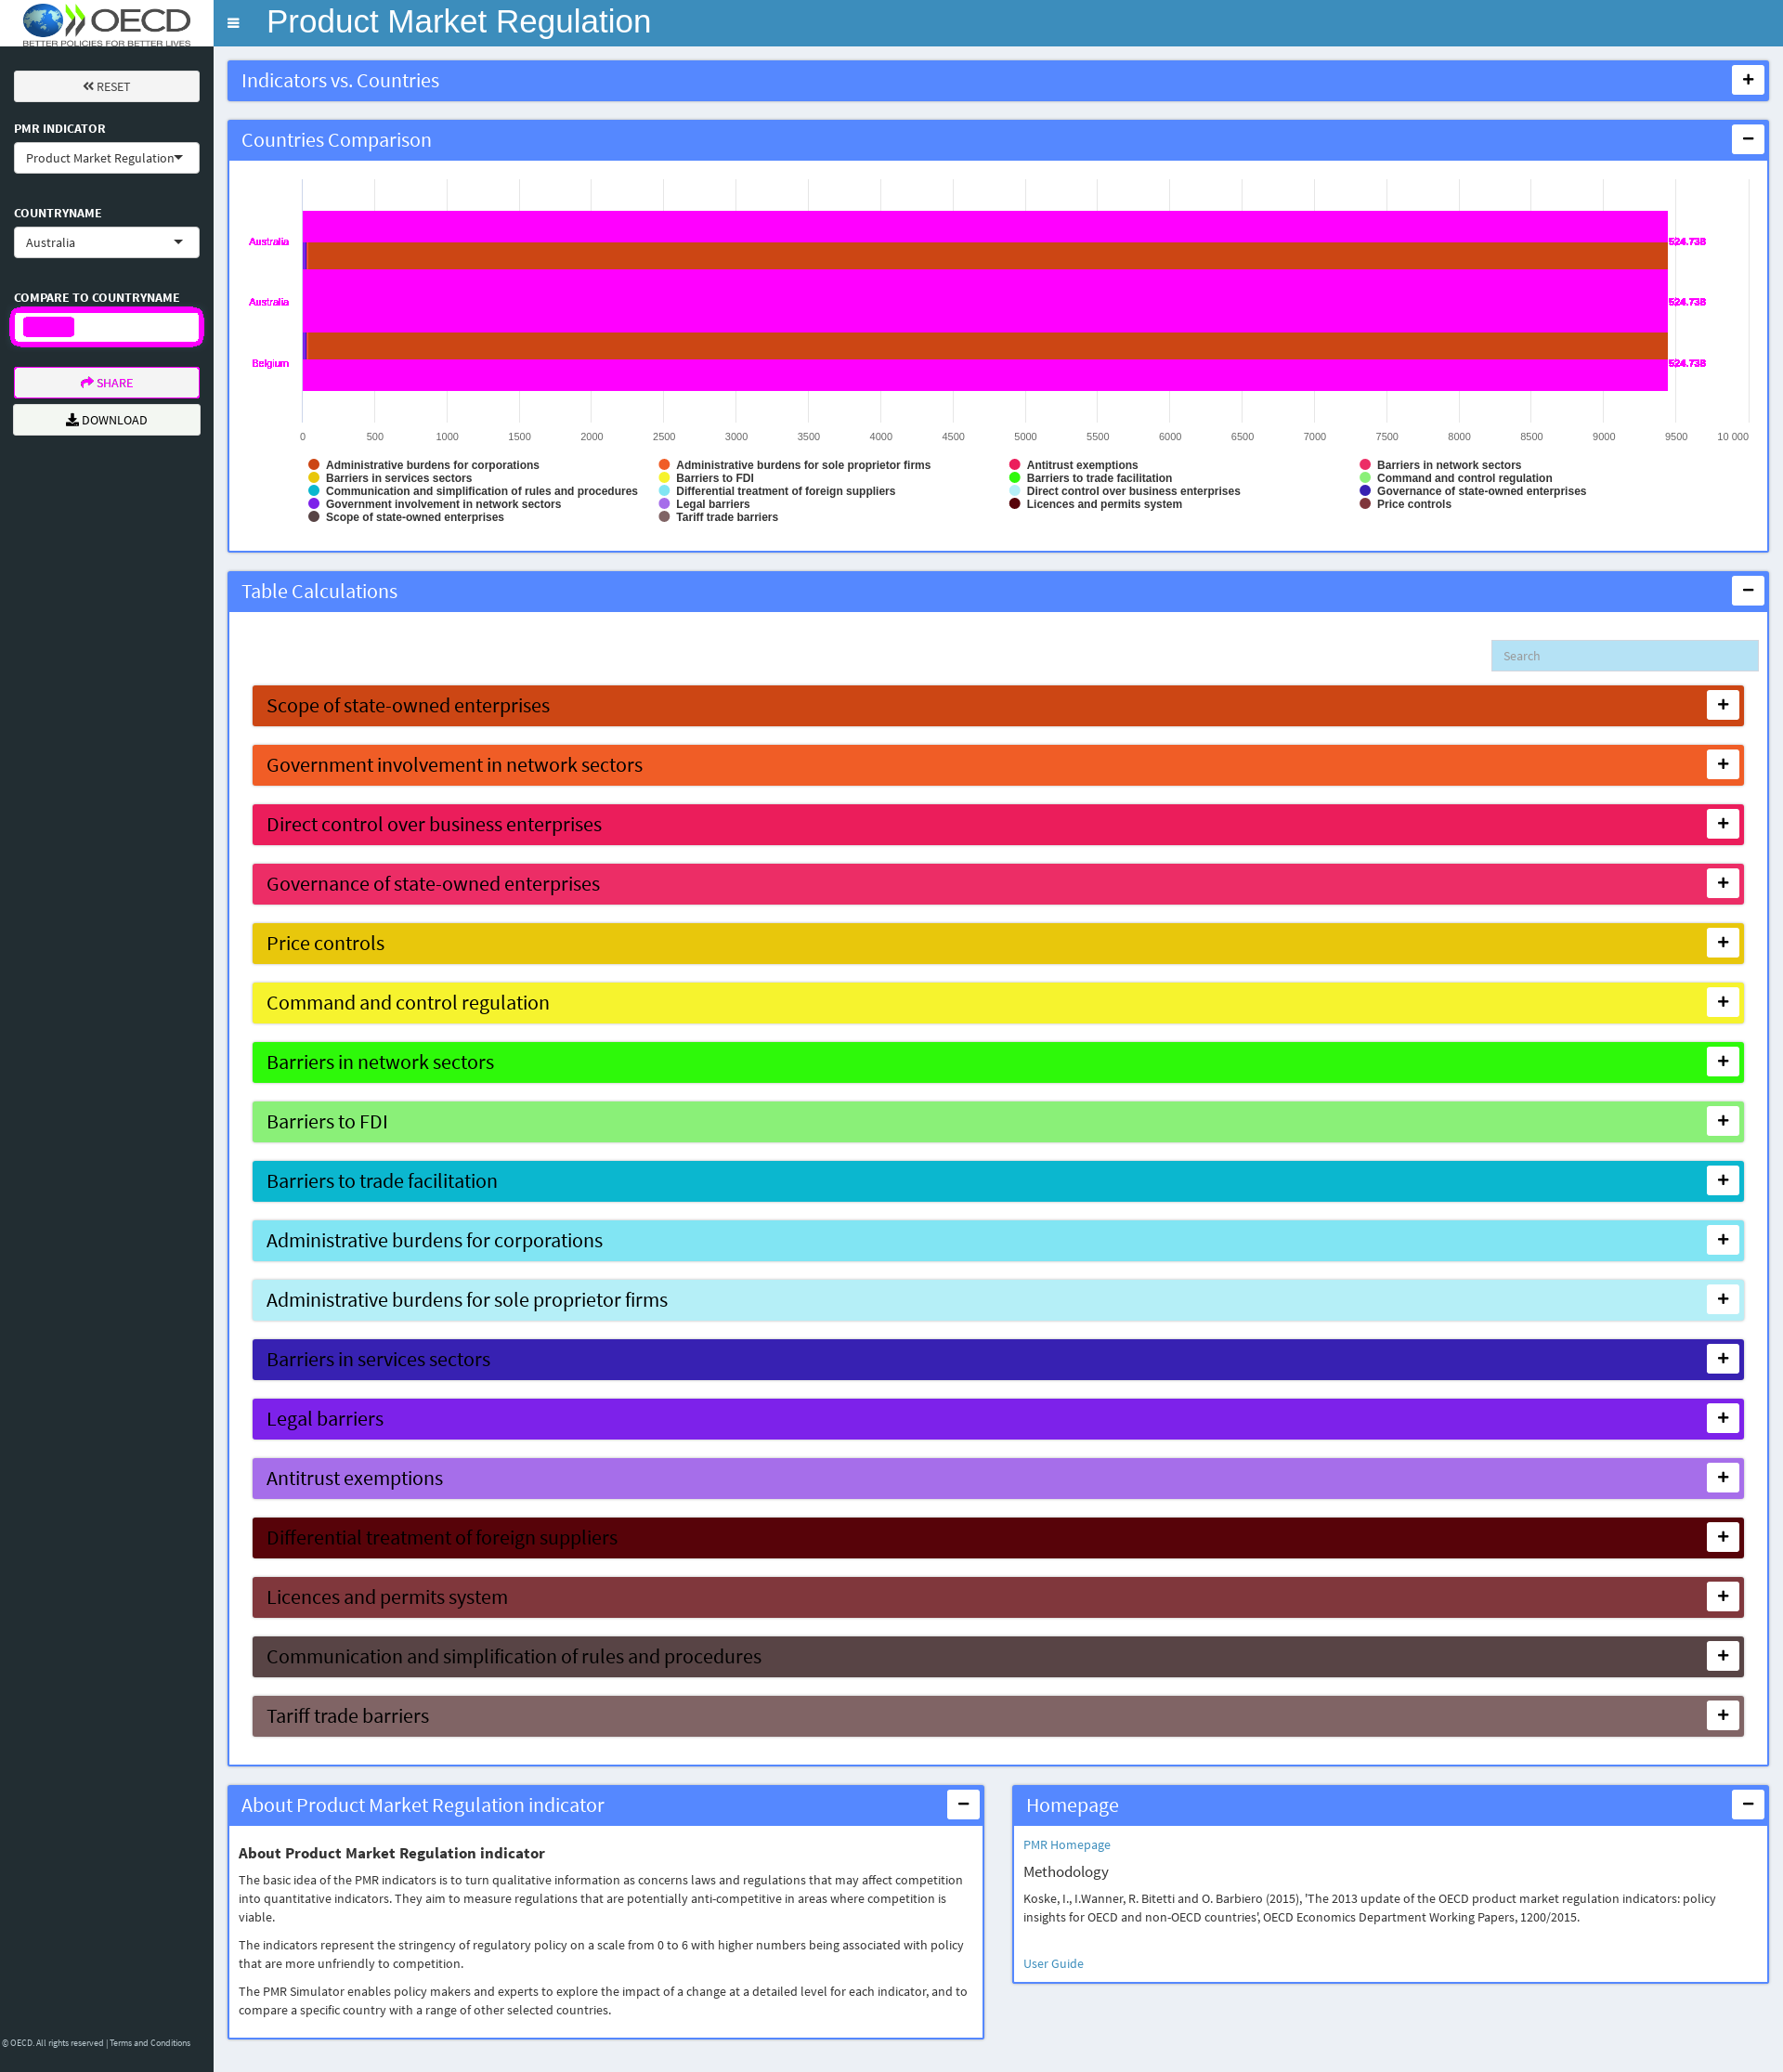 OECD
BETTER POLICIES FOR BETTER LIVES
Product Market Regulation
RESET
PMR INDICATOR
Product Market Regulation
COUNTRYNAME
Australia
COMPARE TO COUNTRYNAME
SHARE
DOWNLOAD
Indicators vs. Countries
Countries Comparison
Australia
Australia
Belgium
0 500 1000 1500 2000 2500 3000 3500 4000 4500 5000 5500 6000 6500 7000 7500 8000 8500 9000 9500 10 000
Administrative burdens for corporations Administrative burdens for sole proprietor firms Antitrust exemptions Barriers in network sectors
Barriers in services sectors Barriers to FDI Barriers to trade facilitation Command and control regulation
Communication and simplification of rules and procedures Differential treatment of foreign suppliers Direct control over business enterprises Governance of state-owned enterprises
Government involvement in network sectors Legal barriers Licences and permits system Price controls
Scope of state-owned enterprises Tariff trade barriers
Table Calculations
Search
Scope of state-owned enterprises
Government involvement in network sectors
Direct control over business enterprises
Governance of state-owned enterprises
Price controls
Command and control regulation
Barriers in network sectors
Barriers to FDI
Barriers to trade facilitation
Administrative burdens for corporations
Administrative burdens for sole proprietor firms
Barriers in services sectors
Legal barriers
Antitrust exemptions
Differential treatment of foreign suppliers
Licences and permits system
Communication and simplification of rules and procedures
Tariff trade barriers
About Product Market Regulation indicator
About Product Market Regulation indicator
The basic idea of the PMR indicators is to turn qualitative information as concerns laws and regulations that may affect competition
into quantitative indicators. They aim to measure regulations that are potentially anti-competitive in areas where competition is
viable.
The indicators represent the stringency of regulatory policy on a scale from 0 to 6 with higher numbers being associated with policy
that are more unfriendly to competition.
The PMR Simulator enables policy makers and experts to explore the impact of a change at a detailed level for each indicator, and to
compare a specific country with a range of other selected countries.
Homepage
PMR Homepage
Methodology
Koske, I., I.Wanner, R. Bitetti and O. Barbiero (2015), 'The 2013 update of the OECD product market regulation indicators: policy
insights for OECD and non-OECD countries', OECD Economics Department Working Papers, 1200/2015.
User Guide
© OECD. All rights reserved | Terms and Conditions